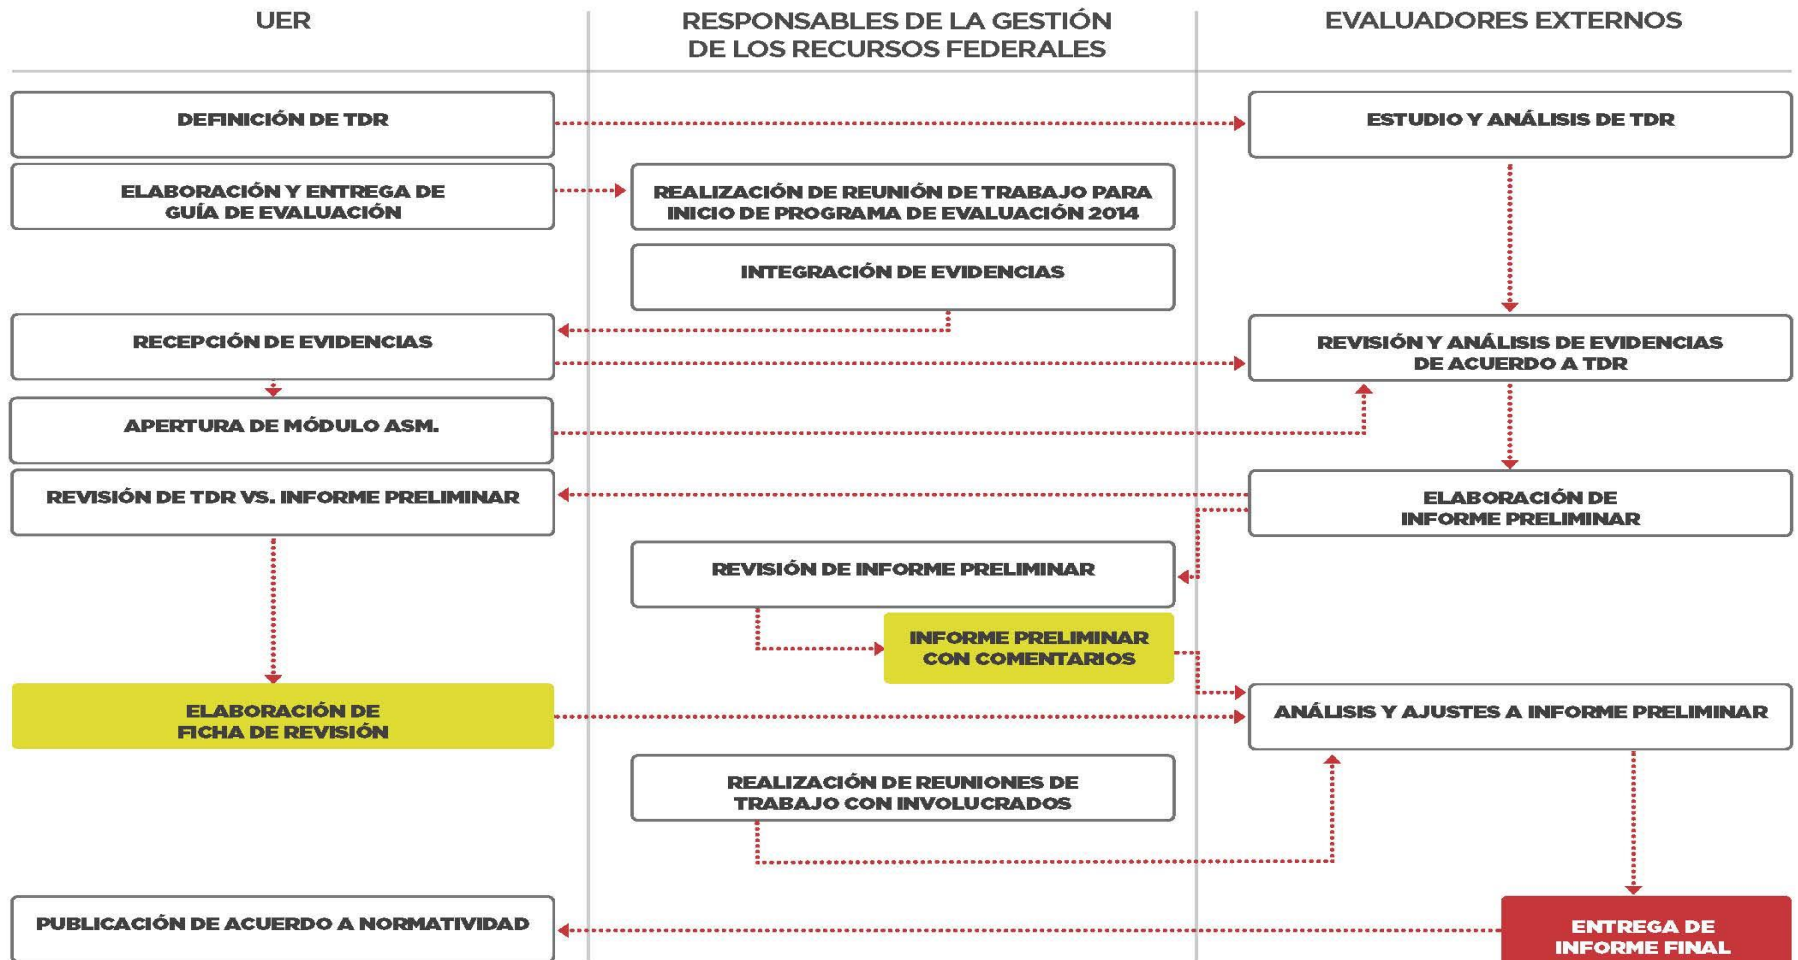 UER
RESPONSABLES DE LA GESTIÓN
DE LOS RECURSOS FEDERALES
EVALUADORES EXTERNOS
DEFINICIÓN DE TDR
ESTUDIO Y ANÁLISIS DE TDR
ELABORACIÓN Y ENTREGA DE
GUÍA DE EVALUACIÓN
REALIZACIÓN DE REUNIÓN DE TRABAJO PARA
INICIO DE PROGRAMA DE EVALUACIÓN 2014
INTEGRACIÓN DE EVIDENCIAS
RECEPCIÓN DE EVIDENCIAS
REVISIÓN Y ANÁLISIS DE EVIDENCIAS
DE ACUERDO A TDR
APERTURA DE MÓDULO ASM.
REVISIÓN DE TDR VS. INFORME PRELIMINAR
ELABORACIÓN DE
INFORME PRELIMINAR
REVISIÓN DE INFORME PRELIMINAR
INFORME PRELIMINAR
CON COMENTARIOS
ELABORACIÓN DE
FICHA DE REVISIÓN
ANÁLISIS Y AJUSTES A INFORME PRELIMINAR
REALIZACIÓN DE REUNIONES DE
TRABAJO CON INVOLUCRADOS
PUBLICACIÓN DE ACUERDO A NORMATIVIDAD
ENTREGA DE
INFORME FINAL